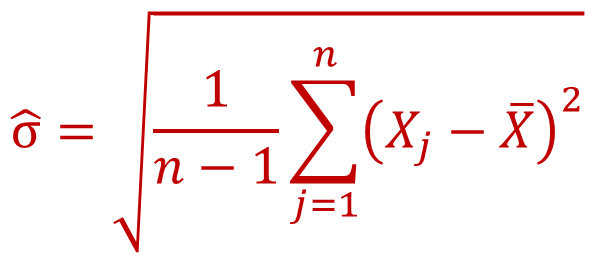 σ̂ = √(1/(n − 1) ∑_{j=1}^{n} (X_j − X̄)²)